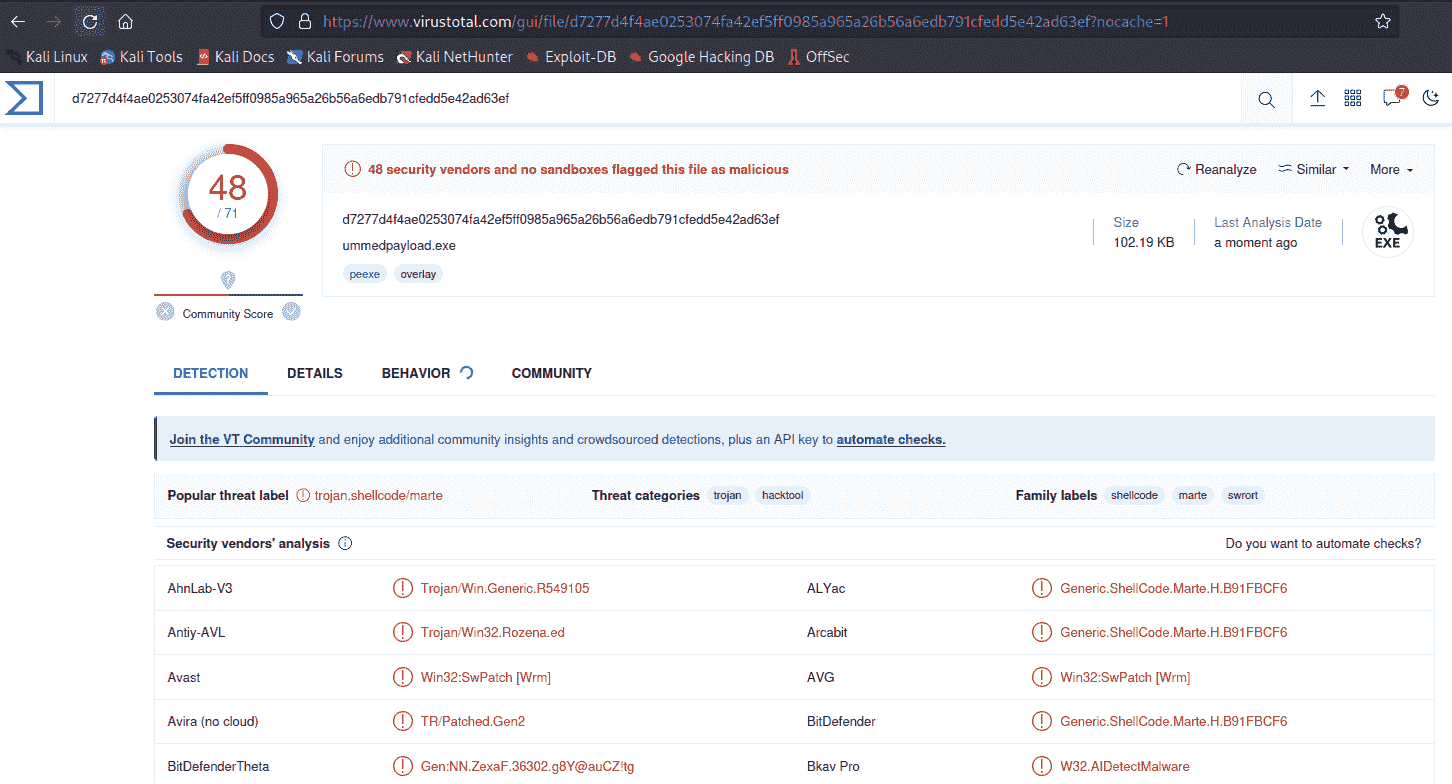 https://www.virustotal.com/gui/file/d7277d4f4ae0253074fa42ef5ff0985a965a26b56a6edb791cfedd5e42ad63ef?nocache=1
Kali Linux Kali Tools Kali Docs Kali Forums Kali NetHunter Exploit-DB Google Hacking DB OffSec
d7277d4f4ae0253074fa42ef5ff0985a965a26b56a6edb791cfedd5e42ad63ef 7
48 / 71
Community Score
48 security vendors and no sandboxes flagged this file as malicious Reanalyze Similar More
d7277d4f4ae0253074fa42ef5ff0985a965a26b56a6edb791cfedd5e42ad63ef
ummedpayload.exe
peexe overlay
Size Last Analysis Date
102.19 KB a moment ago
EXE
DETECTION DETAILS BEHAVIOR COMMUNITY
Join the VT Community and enjoy additional community insights and crowdsourced detections, plus an API key to automate checks.
Popular threat label trojan.shellcode/marte Threat categories trojan hacktool Family labels shellcode marte swrort
Security vendors' analysis Do you want to automate checks?
AhnLab-V3 Trojan/Win.Generic.R549105 ALYac Generic.ShellCode.Marte.H.B91FBCF6
Antiy-AVL Trojan/Win32.Rozena.ed Arcabit Generic.ShellCode.Marte.H.B91FBCF6
Avast Win32:SwPatch [Wrm] AVG Win32:SwPatch [Wrm]
Avira (no cloud) TR/Patched.Gen2 BitDefender Generic.ShellCode.Marte.H.B91FBCF6
BitDefenderTheta Gen:NN.ZexaF.36302.g8Y@auCZ!tg Bkav Pro W32.AIDetectMalware